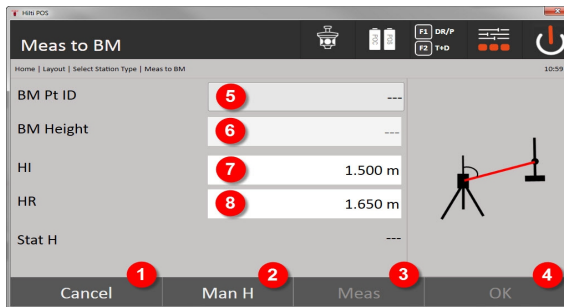 Hilti POS
Meas to BM
PDC
POS
F1 DR/P
F2 T+D
Home | Layout | Select Station Type | Meas to BM
10:59
BM Pt ID 5 ---
BM Height 6 ---
HI 7 1.500 m
HR 8 1.650 m
Stat H ---
1 2 3 4
Cancel Man H Meas OK